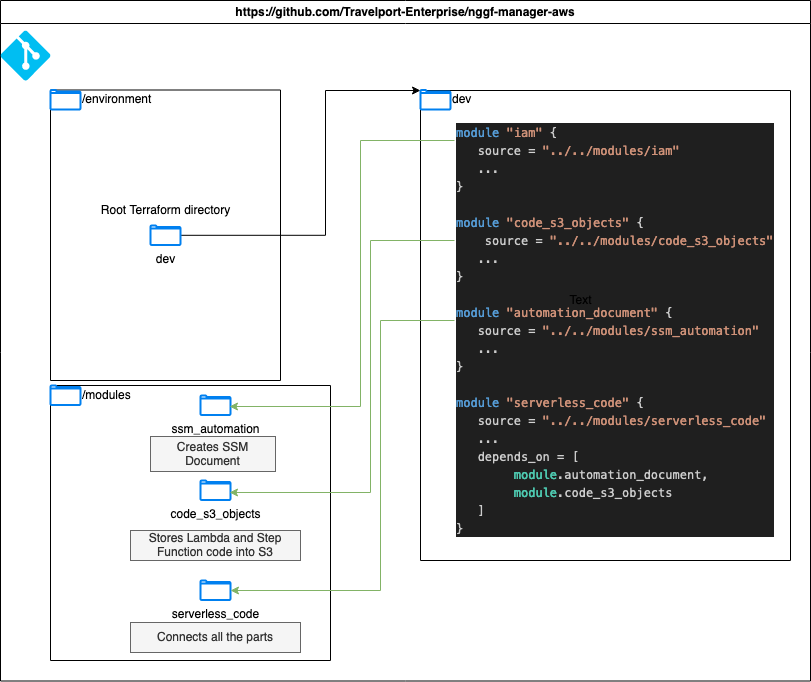 https://github.com/Travelport-Enterprise/nggf-manager-aws
/environment
Root Terraform directory
dev
dev
module "iam" {
source = "../../modules/iam"
...
}
module "code_s3_objects" {
source = "../../modules/code_s3_objects"
...
}
Text
module "automation_document" {
source = "../../modules/ssm_automation"
...
}
module "serverless_code" {
source = "../../modules/serverless_code"
...
depends_on = [
module.automation_document,
module.code_s3_objects
]
}
/modules
ssm_automation
Creates SSM
Document
code_s3_objects
Stores Lambda and Step
Function code into S3
serverless_code
Connects all the parts